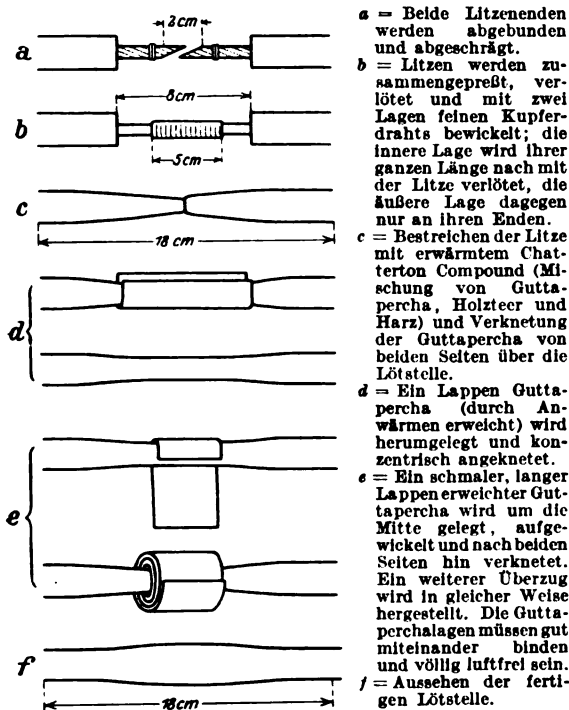 a
2 cm
b
8cm
5cm
c
18 cm
d
e
f
18cm
a = Beide Litzenenden
werden abgebunden
und abgeschrägt.
b = Litzen werden zu-
sammengepreßt, ver-
lötet und mit zwei
Lagen feinen Kupfer-
drahts bewickelt; die
innere Lage wird ihrer
ganzen Länge nach mit
der Litze verlötet, die
äußere Lage dagegen
nur an ihren Enden.
c = Bestreichen der Litze
mit erwärmtem Chat-
terton Compound (Mi-
schung von Gutta-
percha, Holzteer und
Harz) und Verknetung
der Guttapercha von
beiden Seiten über die
Lötstelle.
d = Ein Lappen Gutta-
percha (durch An-
wärmen erweicht) wird
herumgelegt und kon-
zentrisch angeknetet.
e = Ein schmaler, langer
Lappen erweichter Gut-
tapercha wird um die
Mitte gelegt, aufge-
wickelt und nach beiden
Seiten hin verknetet.
Ein weiterer Überzug
wird in gleicher Weise
hergestellt. Die Gutta-
perchalagen müssen gut
miteinander binden
und völlig luftfrei sein.
f = Aussehen der ferti-
gen Lötstelle.